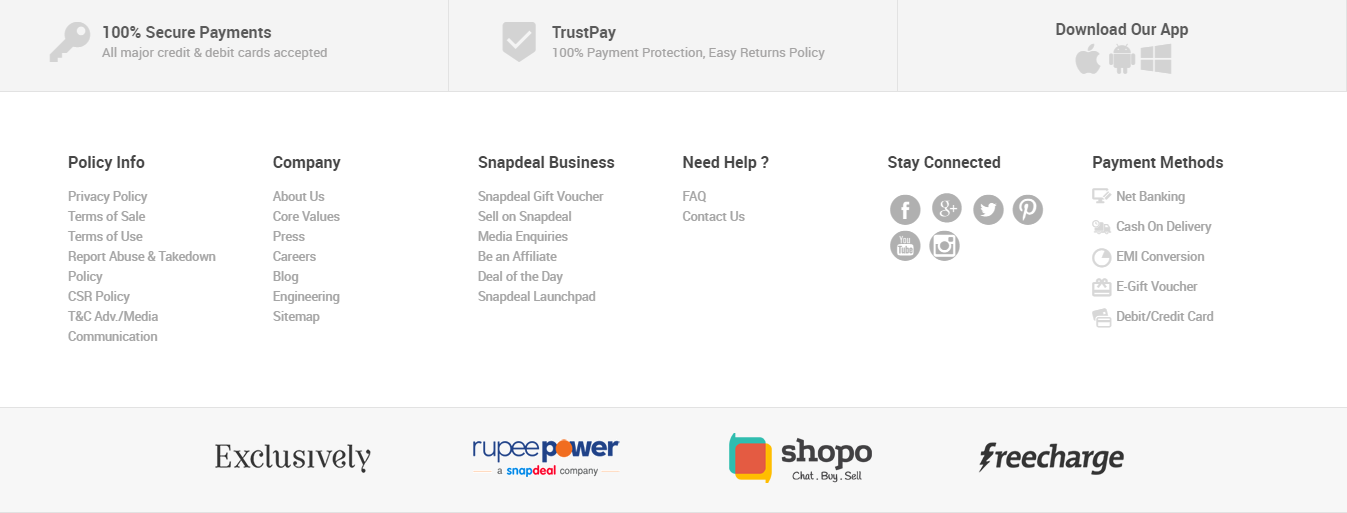 100% Secure Payments
All major credit & debit cards accepted
TrustPay
100% Payment Protection, Easy Returns Policy
Download Our App
Policy Info
Privacy Policy
Terms of Sale
Terms of Use
Report Abuse & Takedown
Policy
CSR Policy
T&C Adv./Media
Communication
Company
About Us
Core Values
Press
Careers
Blog
Engineering
Sitemap
Snapdeal Business
Snapdeal Gift Voucher
Sell on Snapdeal
Media Enquiries
Be an Affiliate
Deal of the Day
Snapdeal Launchpad
Need Help ?
FAQ
Contact Us
Stay Connected
f
g+
You
Tube
Payment Methods
Net Banking
Cash On Delivery
EMI Conversion
E-Gift Voucher
Debit/Credit Card
Exclusively
rupeepower
a snapdeal company
shopo
Chat . Buy . Sell
freecharge